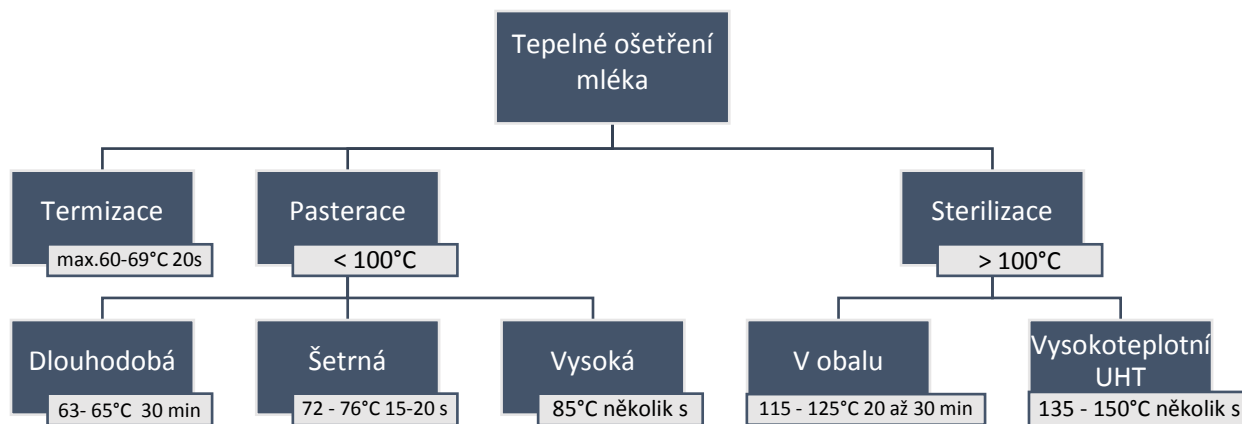 Tepelné ošetření
mléka
Termizace
max.60-69°C 20s
Pasterace
< 100°C
Sterilizace
> 100°C
Dlouhodobá
63- 65°C 30 min
Šetrná
72 - 76°C 15-20 s
Vysoká
85°C několik s
V obalu
115 - 125°C 20 až 30 min
Vysokoteplotní
UHT
135 - 150°C několik s